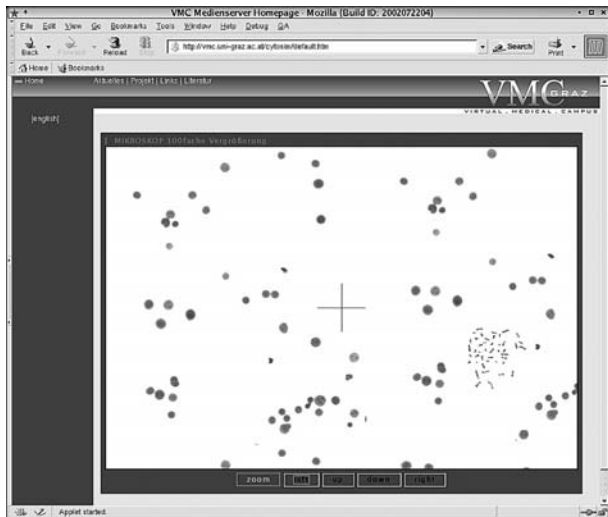 VMC Medienserver Homepage - Mozilla {Build ID: 2002072204}
File Edit View Go Bookmarks Tools Window Help Debug QA
Back Forward Reload Stop http://vmc.uni-graz.ac.at/cytosim/default.htm Search Print
Home Bookmarks
Home Aktuelles | Projekt | Links | Literatur
VMC GRAZ
VIRTUAL . MEDICAL . CAMPUS
[english]
MIKROSKOP 100fache Vergrößerung
zoom left up down right
Applet started.